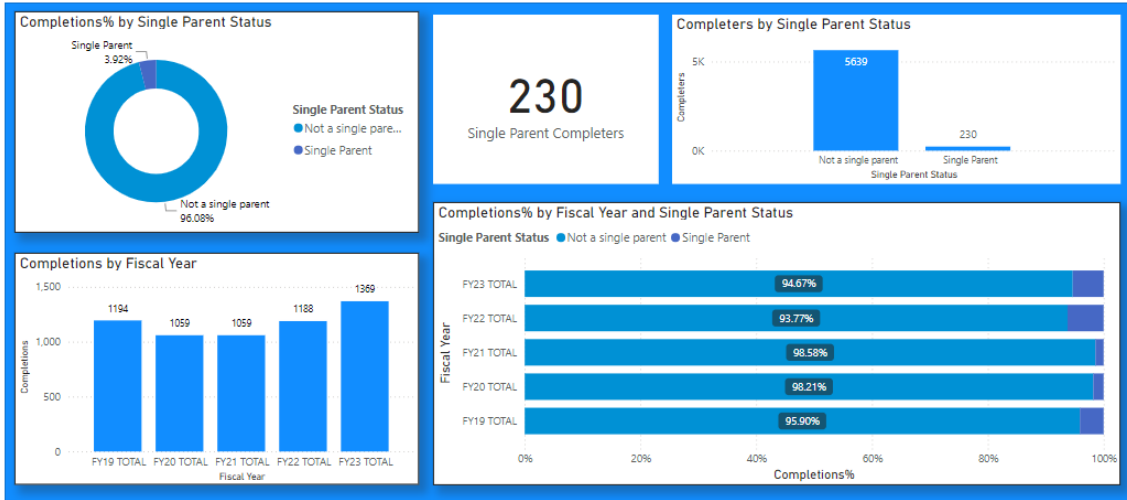 Completions% by Single Parent Status
Single Parent
3.92%
Single Parent Status
Not a single pare...
Single Parent
Not a single parent
96.08%
230
Single Parent Completers
Completers by Single Parent Status
5K
0K
Completers
5639
230
Not a single parent
Single Parent
Single Parent Status
Completions by Fiscal Year
1,500
1,000
500
0
Completions
1194
1059
1059
1188
1369
FY19 TOTAL
FY20 TOTAL
FY21 TOTAL
FY22 TOTAL
FY23 TOTAL
Fiscal Year
Completions% by Fiscal Year and Single Parent Status
Single Parent Status Not a single parent Single Parent
Fiscal Year
FY23 TOTAL
94.67%
FY22 TOTAL
93.77%
FY21 TOTAL
98.58%
FY20 TOTAL
98.21%
FY19 TOTAL
95.90%
0%
20%
40%
60%
80%
100%
Completions%